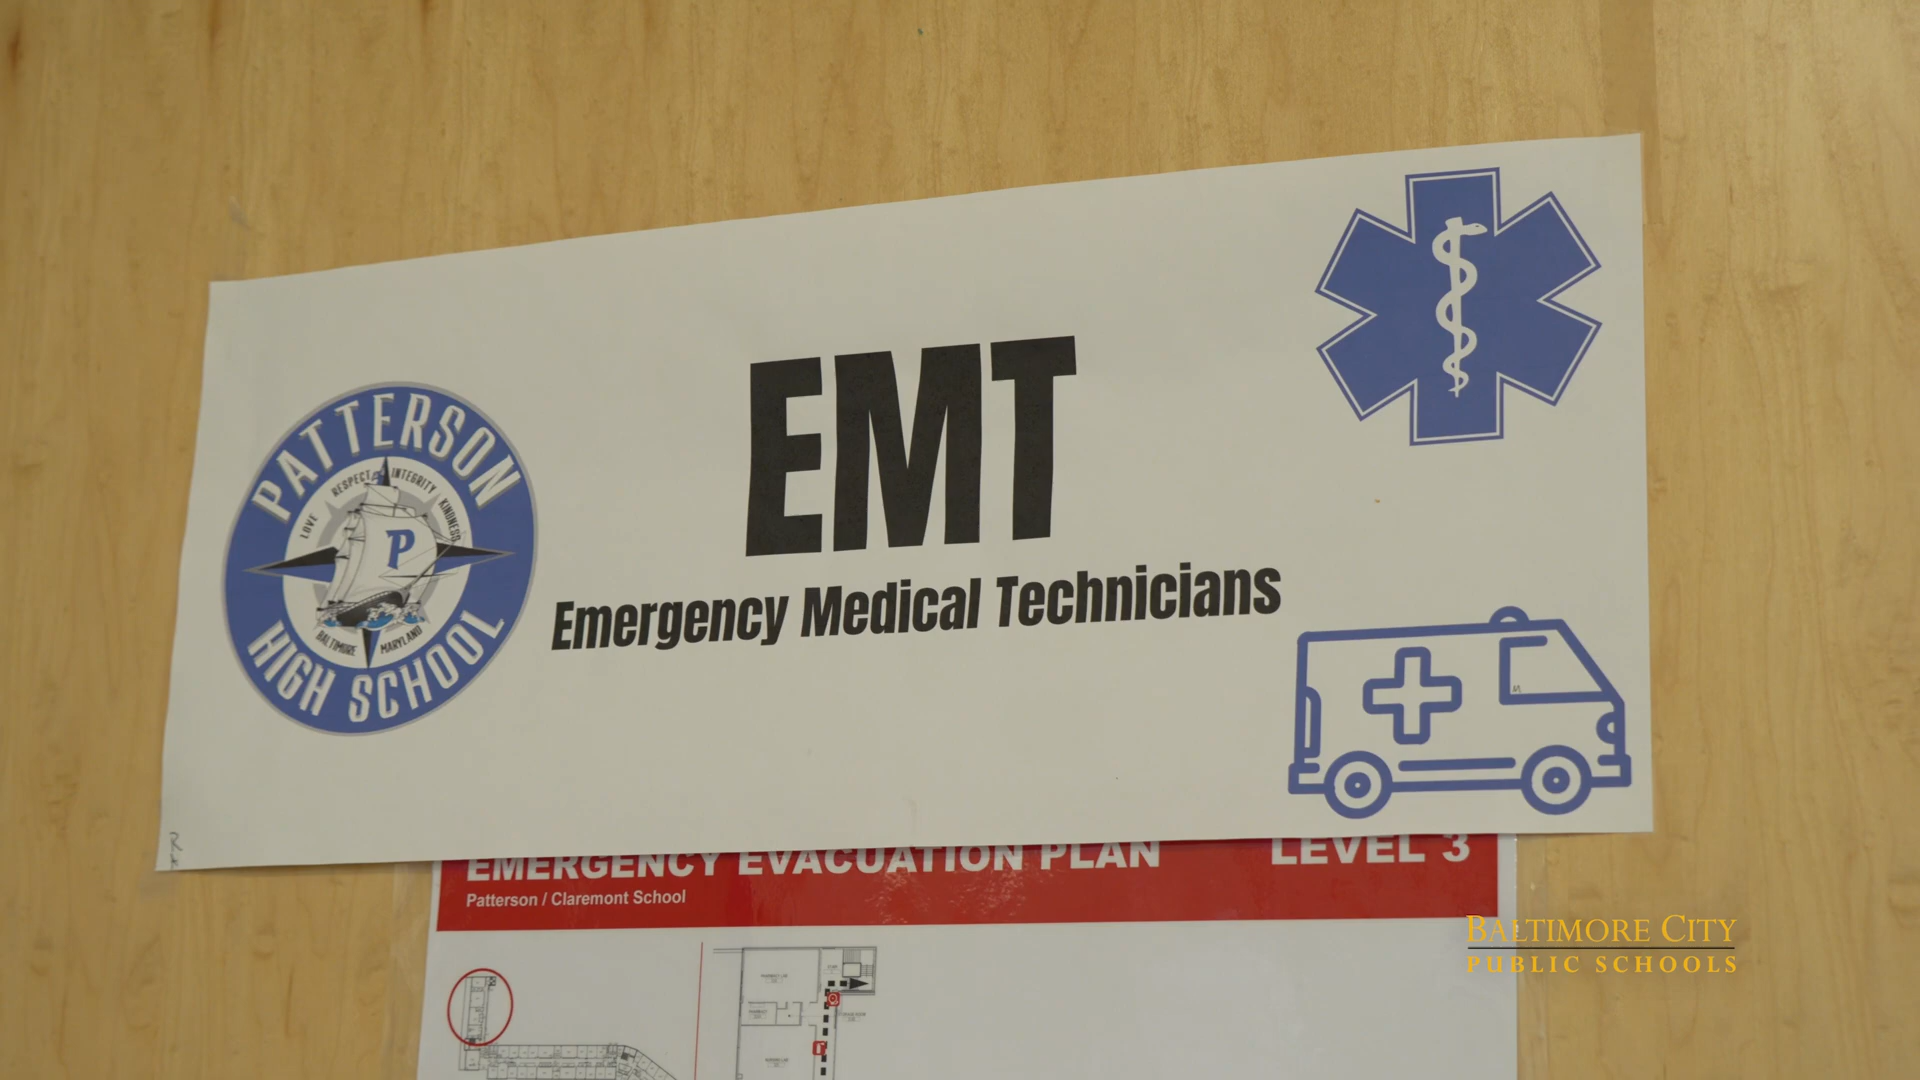 EMT
Emergency Medical Technicians
PATTERSON
HIGH SCHOOL
LOVE RESPECT INTEGRITY KINDNESS
P
BALTIMORE MARYLAND
EMERGENCY EVACUATION PLAN LEVEL 3
Patterson / Claremont School
BALTIMORE CITY
PUBLIC SCHOOLS